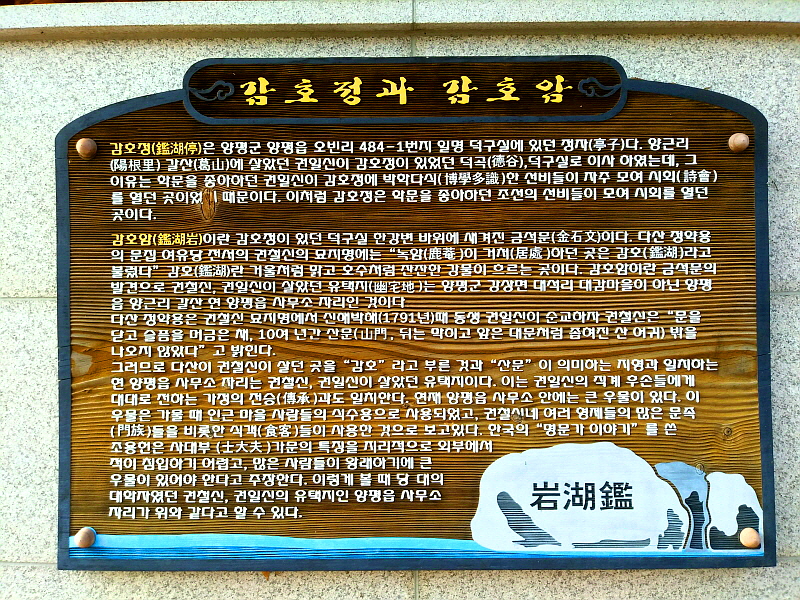 감호정과 감호암
감호정(鑑湖停)은 양평군 양평읍 오빈리 484-1번지 일명 덕구실에 있던 정자(亭子)다. 양근리
(陽根里) 갈산(葛山)에 살았던 권일신이 감호정이 있었던 덕곡(德谷),덕구실로 이사 하였는데, 그
이유는 학문을 좋아하던 권일신이 감호정에 박학다식(博學多識)한 선비들이 자주 모여 시회(詩會)
를 열던 곳이었기 때문이다. 이처럼 감호정은 학문을 좋아하던 조선의 선비들이 모여 시회를 열던
곳이다.
감호암(鑑湖岩)이란 감호정이 있던 덕구실 한강변 바위에 새겨진 금석문(金石文)이다. 다산 정약용
의 문집 여유당 전서의 권철신의 묘지명에는 “녹암(鹿菴)이 거처(居處)하던 곳은 감호(鑑湖)라고
불렀다” 감호(鑑湖)란 거울처럼 맑고 호수처럼 잔잔한 강물이 흐르는 곳이다. 감호암이란 금석문의
발견으로 권철신, 권일신이 살았던 유택지(幽宅地)는 양평군 강상면 대석리 대감마을이 아닌 양평
읍 양근리 갈산 현 양평읍 사무소 자리인 것이다
다산 정약용은 권철신 묘지명에서 신해박해(1791년)때 동생 권일신이 순교하자 권철신은 “문을
닫고 슬픔을 머금은 채, 10여 년간 산문(山門, 뒤는 막히고 앞은 대문처럼 좁혀진 산 어귀) 밖을
나오지 않았다” 고 밝힌다.
그러므로 다산이 권철신이 살던 곳을 “감호” 라고 부른 것과 “산문” 이 의미하는 지형과 일치하는
현 양평읍 사무소 자리는 권철신, 권일신이 살았던 유택지이다. 이는 권일신의 직계 후손들에게
대대로 전하는 가정의 전승(傳承)과도 일치한다. 현재 양평읍 사무소 안에는 큰 우물이 있다. 이
우물은 가물 때 인근 마을 사람들의 식수용으로 사용되었고, 권철신네 여러 형제들의 많은 문족
(門族)들을 비롯한 식객(食客)들이 사용한 것으로 보고있다. 한국의 “명문가 이야기” 를 쓴
조용헌은 사대부 (士大夫)가문의 특징을 지리적으로 외부에서
적이 침입하기 어렵고, 많은 사람들이 왕래하기에 큰
우물이 있어야 한다고 주장한다. 이렇게 볼 때 당 대의
대학자였던 권철신, 권일신의 유택지인 양평읍 사무소
자리가 위와 같다고 할 수 있다.
岩湖鑑